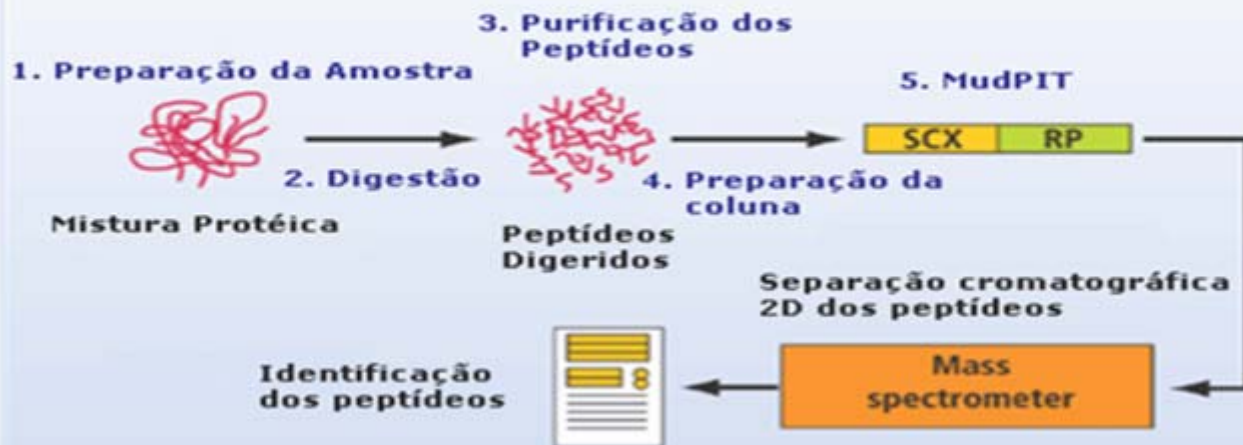 3. Purificação dos
Peptídeos
1. Preparação da Amostra
5. MudPIT
SCX RP
2. Digestão
4. Preparação da
coluna
Mistura Protéica
Peptídeos
Digeridos
Separação cromatográfica
2D dos peptídeos
Mass
spectrometer
Identificação
dos peptídeos